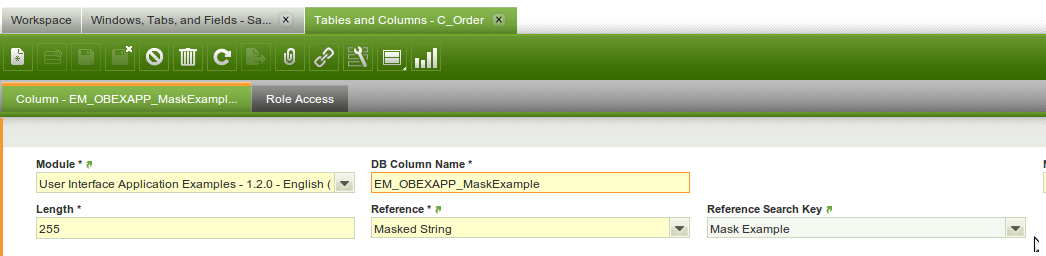 Workspace
Windows, Tabs, and Fields - Sa...
Tables and Columns - C_Order
Column - EM_OBEXAPP_MaskExampl...
Role Access
Module *
DB Column Name *
User Interface Application Examples - 1.2.0 - English (
EM_OBEXAPP_MaskExample
Length *
Reference *
Reference Search Key
255
Masked String
Mask Example